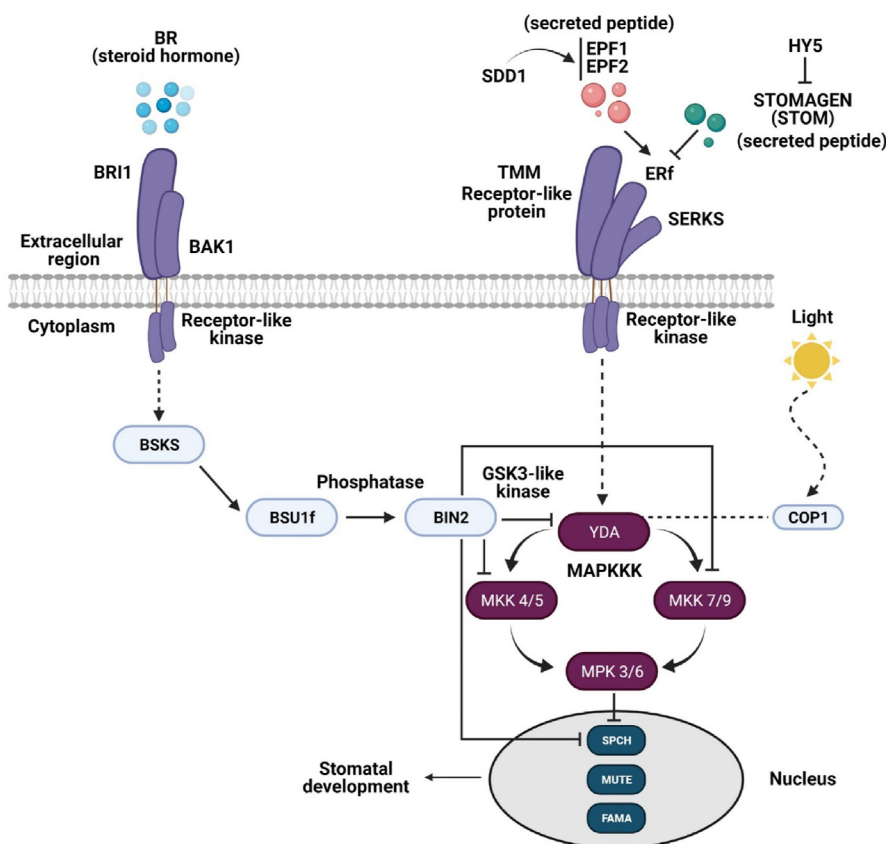 BR
(steroid hormone)
(secreted peptide)
SDD1
EPF1
EPF2
HY5
STOMAGEN
(STOM)
(secreted peptide)
BRI1
TMM
Receptor-like
protein
ERf
SERKS
BAK1
Extracellular
region
Cytoplasm
Receptor-like
kinase
Receptor-like
kinase
Light
BSKS
Phosphatase
GSK3-like
kinase
BSU1f
BIN2
YDA
COP1
MAPKKK
MKK 4/5
MKK 7/9
MPK 3/6
SPCH
Stomatal
development
MUTE
Nucleus
FAMA